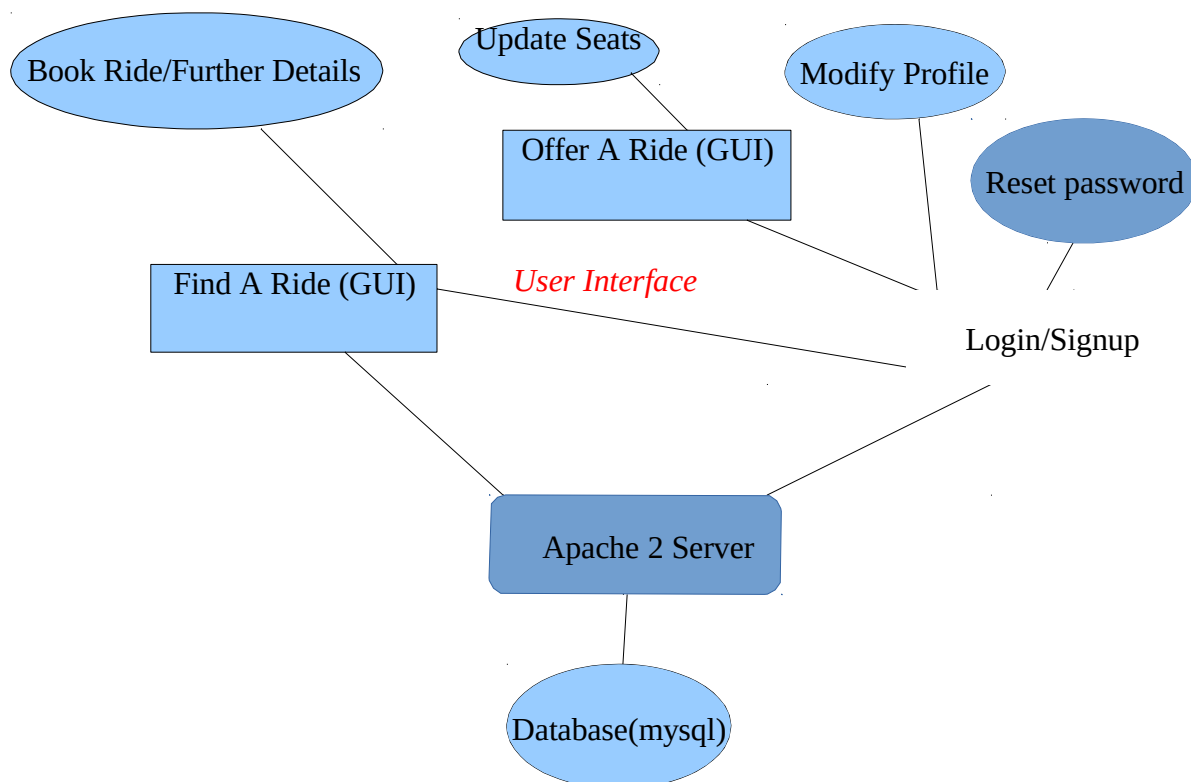 Update Seats
Book Ride/Further Details
Modify Profile
Offer A Ride (GUI)
Reset password
Find A Ride (GUI)
User Interface
Login/Signup
Apache 2 Server
Database(mysql)